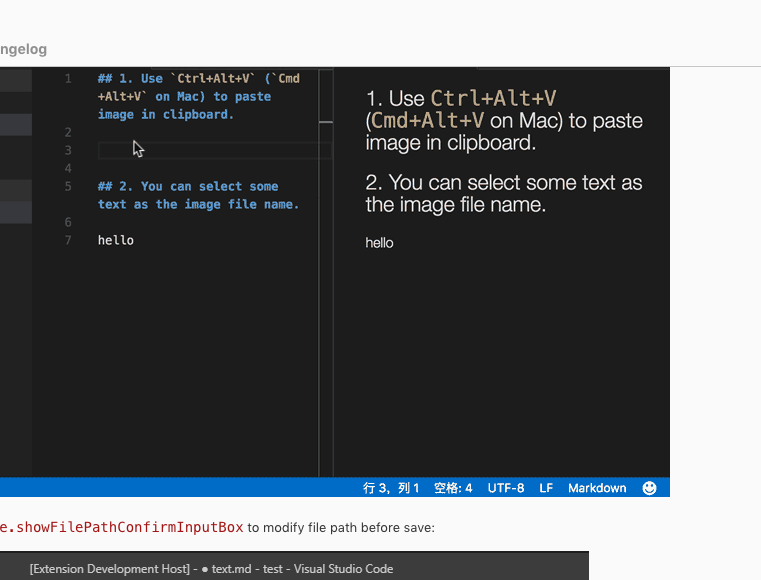 ngelog
1 ## 1. Use `Ctrl+Alt+V` (`Cmd
+Alt+V` on Mac) to paste
image in clipboard.
2
3
4
5 ## 2. You can select some
text as the image file name.
6
7 hello
1. Use Ctrl+Alt+V
(Cmd+Alt+V on Mac) to paste
image in clipboard.
2. You can select some text as
the image file name.
hello
行 3，列 1 空格: 4 UTF-8 LF Markdown
e.showFilePathConfirmInputBox to modify file path before save:
[Extension Development Host] - ● text.md - test - Visual Studio Code